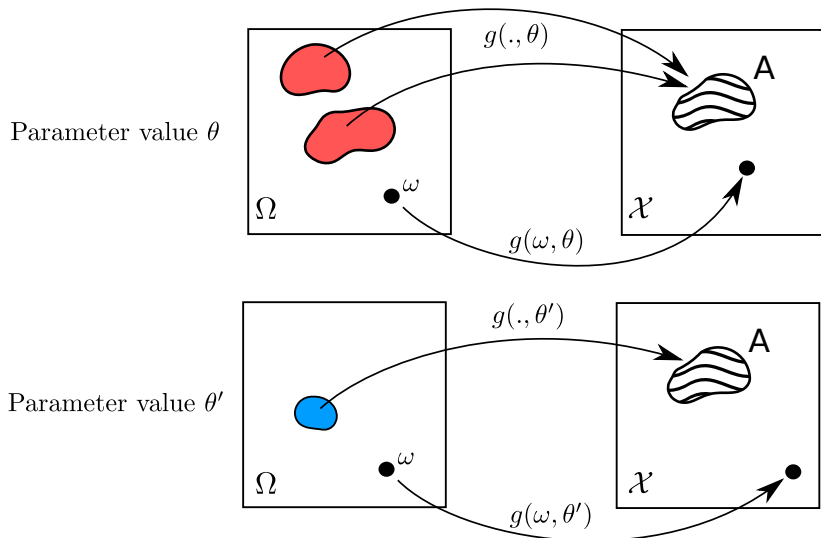 g(., θ)
A
Parameter value θ
ω
Ω
𝒳
g(ω, θ)
g(., θ′)
A
Parameter value θ′
ω
Ω
𝒳
g(ω, θ′)